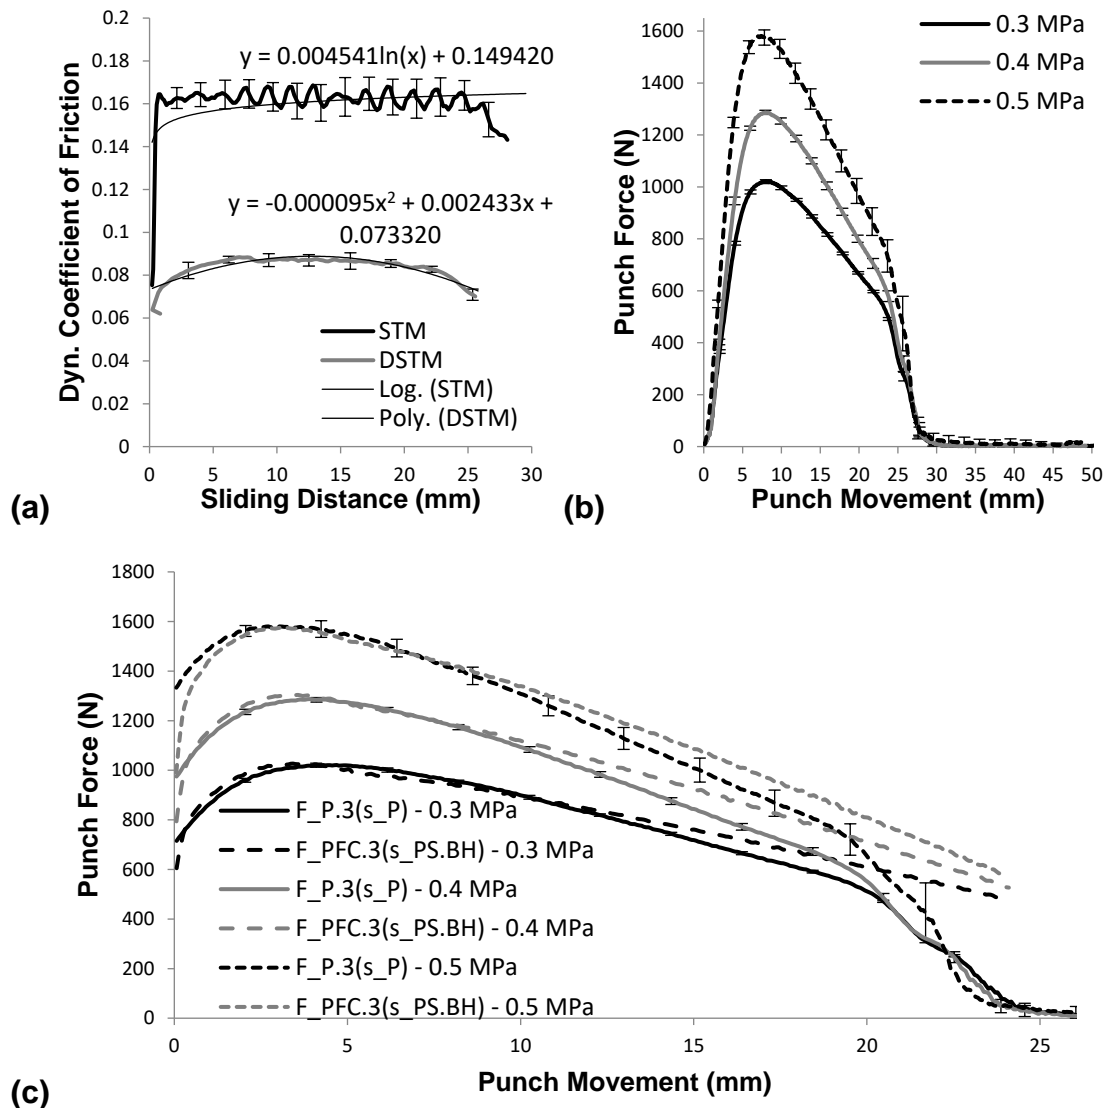 0.2
0.18
0.16
0.14
0.12
0.1
0.08
0.06
0.04
0.02
0
Dyn. Coefficient of Friction
y = 0.004541ln(x) + 0.149420
y = -0.000095x² + 0.002433x +
0.073320
STM
DSTM
Log. (STM)
Poly. (DSTM)
0 5 10 15 20 25 30
Sliding Distance (mm)
(a)
1600
1400
1200
1000
800
600
400
200
0
Punch Force (N)
0.3 MPa
0.4 MPa
0.5 MPa
0 5 10 15 20 25 30 35 40 45 50
Punch Movement (mm)
(b)
1800
1600
1400
1200
1000
800
600
400
200
0
Punch Force (N)
F_P.3(s_P) - 0.3 MPa
F_PFC.3(s_PS.BH) - 0.3 MPa
F_P.3(s_P) - 0.4 MPa
F_PFC.3(s_PS.BH) - 0.4 MPa
F_P.3(s_P) - 0.5 MPa
F_PFC.3(s_PS.BH) - 0.5 MPa
0 5 10 15 20 25
Punch Movement (mm)
(c)